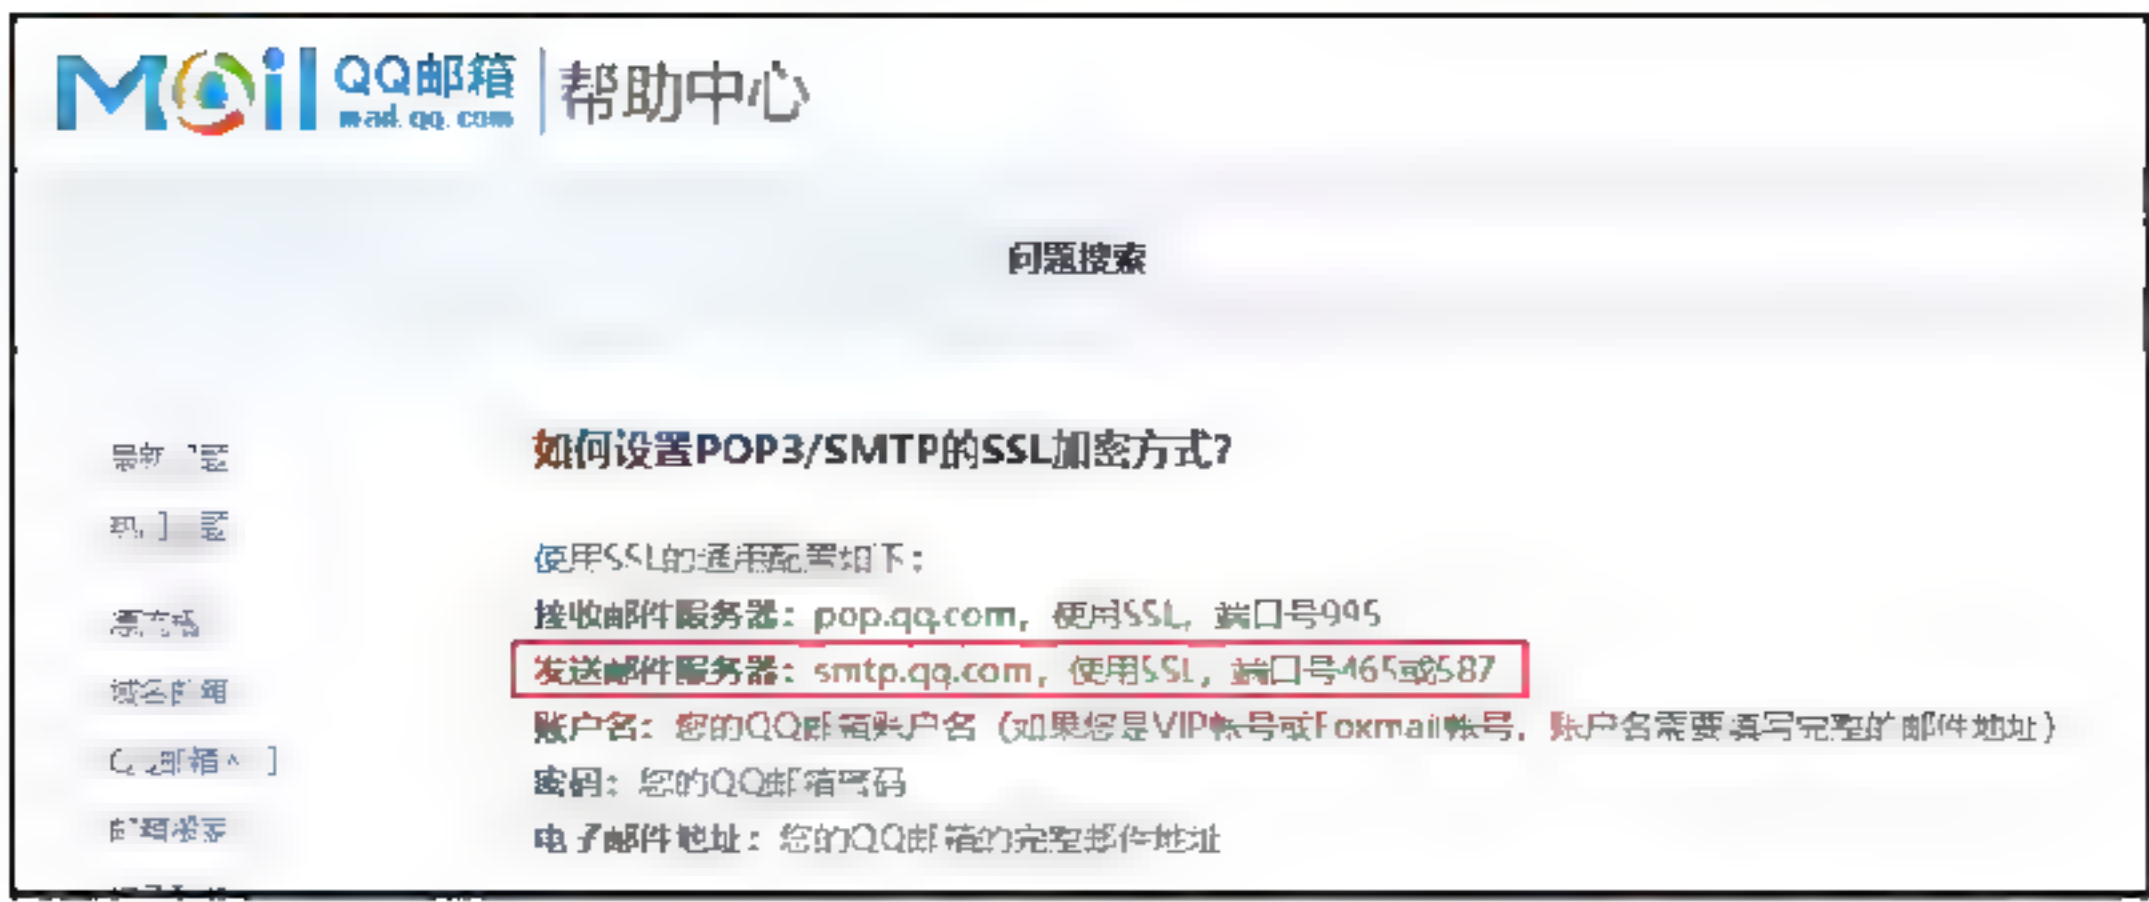 Mail QQ邮箱 帮助中心
mail.qq.com
问题搜索
如何设置POP3/SMTP的SSL加密方式?
使用SSL的通用配置如下:
接收邮件服务器: pop.qq.com, 使用SSL, 端口号995
发送邮件服务器: smtp.qq.com, 使用SSL, 端口号465或587
账户名: 您的QQ邮箱账户名 (如果您是VIP帐号或Foxmail帐号, 账户名需要填写完整的邮件地址)
密码: 您的QQ邮箱密码
电子邮件地址: 您的QQ邮箱的完整邮件地址